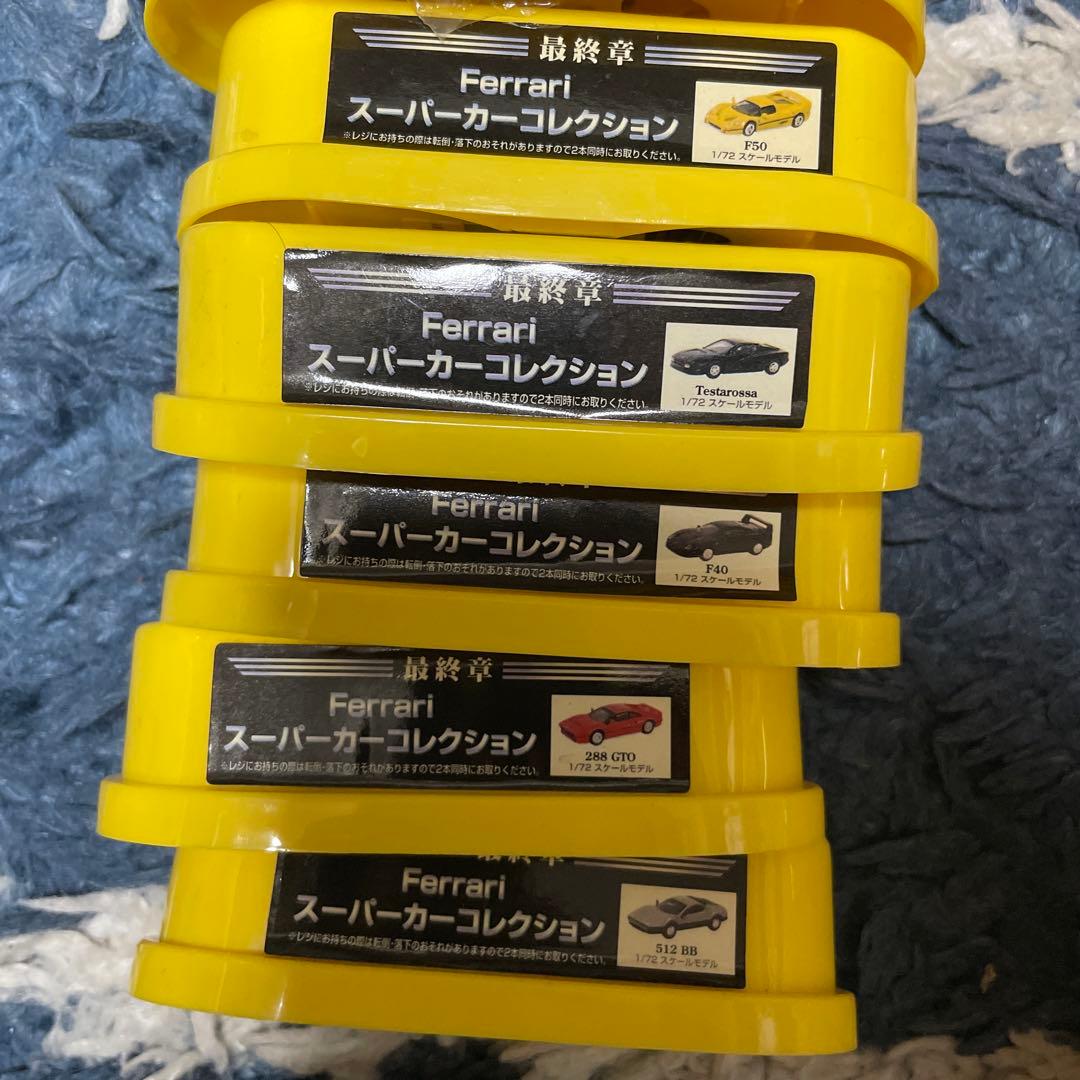 最終章
Ferrari
スーパーカーコレクション
※レジにお持ちの際は転倒・落下のおそれがありますので2本同時にお取りください。
F50
1/72 スケールモデル
最終章
Ferrari
スーパーカーコレクション
※レジにお持ちの際は転倒・落下のおそれがありますので2本同時にお取りください。
Testarossa
1/72 スケールモデル
Ferrari
スーパーカーコレクション
※レジにお持ちの際は転倒・落下のおそれがありますので2本同時にお取りください。
F40
1/72 スケールモデル
最終章
Ferrari
スーパーカーコレクション
※レジにお持ちの際は転倒・落下のおそれがありますので2本同時にお取りください。
288 GTO
1/72 スケールモデル
最終章
Ferrari
スーパーカーコレクション
※レジにお持ちの際は転倒・落下のおそれがありますので2本同時にお取りください。
512 BB
1/72 スケールモデル